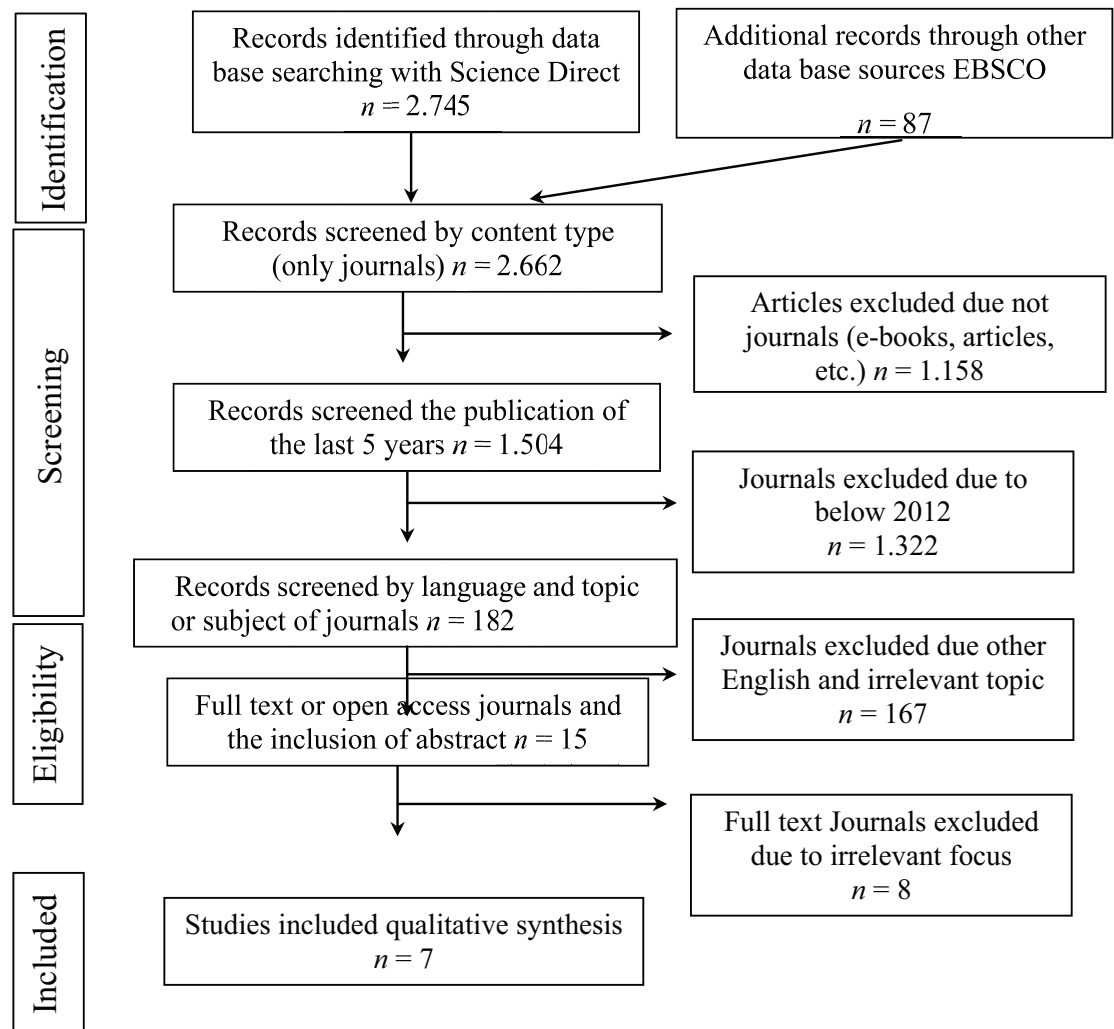 Identification
Records identified through data
base searching with Science Direct
n = 2.745
Additional records through other
data base sources EBSCO
n = 87
Screening
Records screened by content type
(only journals) n = 2.662
Articles excluded due not
journals (e-books, articles,
etc.) n = 1.158
Records screened the publication of
the last 5 years n = 1.504
Journals excluded due to
below 2012
n = 1.322
Records screened by language and topic
or subject of journals n = 182
Eligibility
Journals excluded due other
English and irrelevant topic
n = 167
Full text or open access journals and
the inclusion of abstract n = 15
Full text Journals excluded
due to irrelevant focus
n = 8
Included
Studies included qualitative synthesis
n = 7